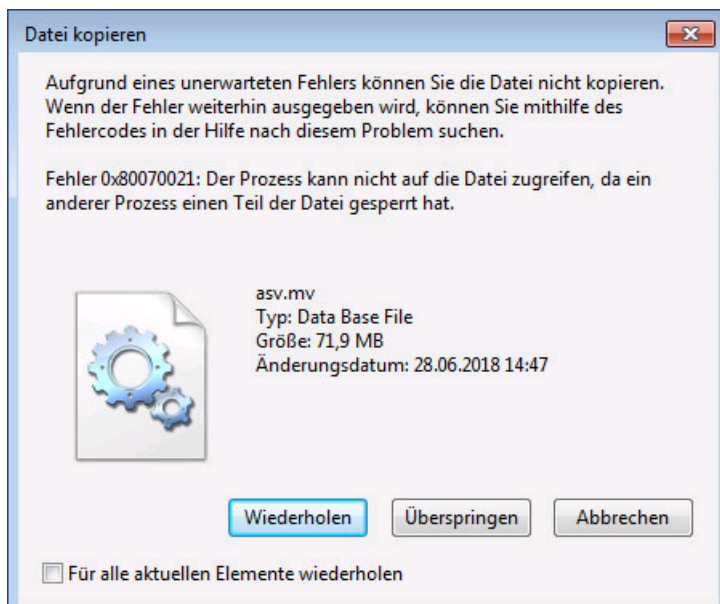 Datei kopieren
Aufgrund eines unerwarteten Fehlers können Sie die Datei nicht kopieren.
Wenn der Fehler weiterhin ausgegeben wird, können Sie mithilfe des
Fehlercodes in der Hilfe nach diesem Problem suchen.
Fehler 0x80070021: Der Prozess kann nicht auf die Datei zugreifen, da ein
anderer Prozess einen Teil der Datei gesperrt hat.
asv.mv
Typ: Data Base File
Größe: 71,9 MB
Änderungsdatum: 28.06.2018 14:47
Wiederholen Überspringen Abbrechen
Für alle aktuellen Elemente wiederholen